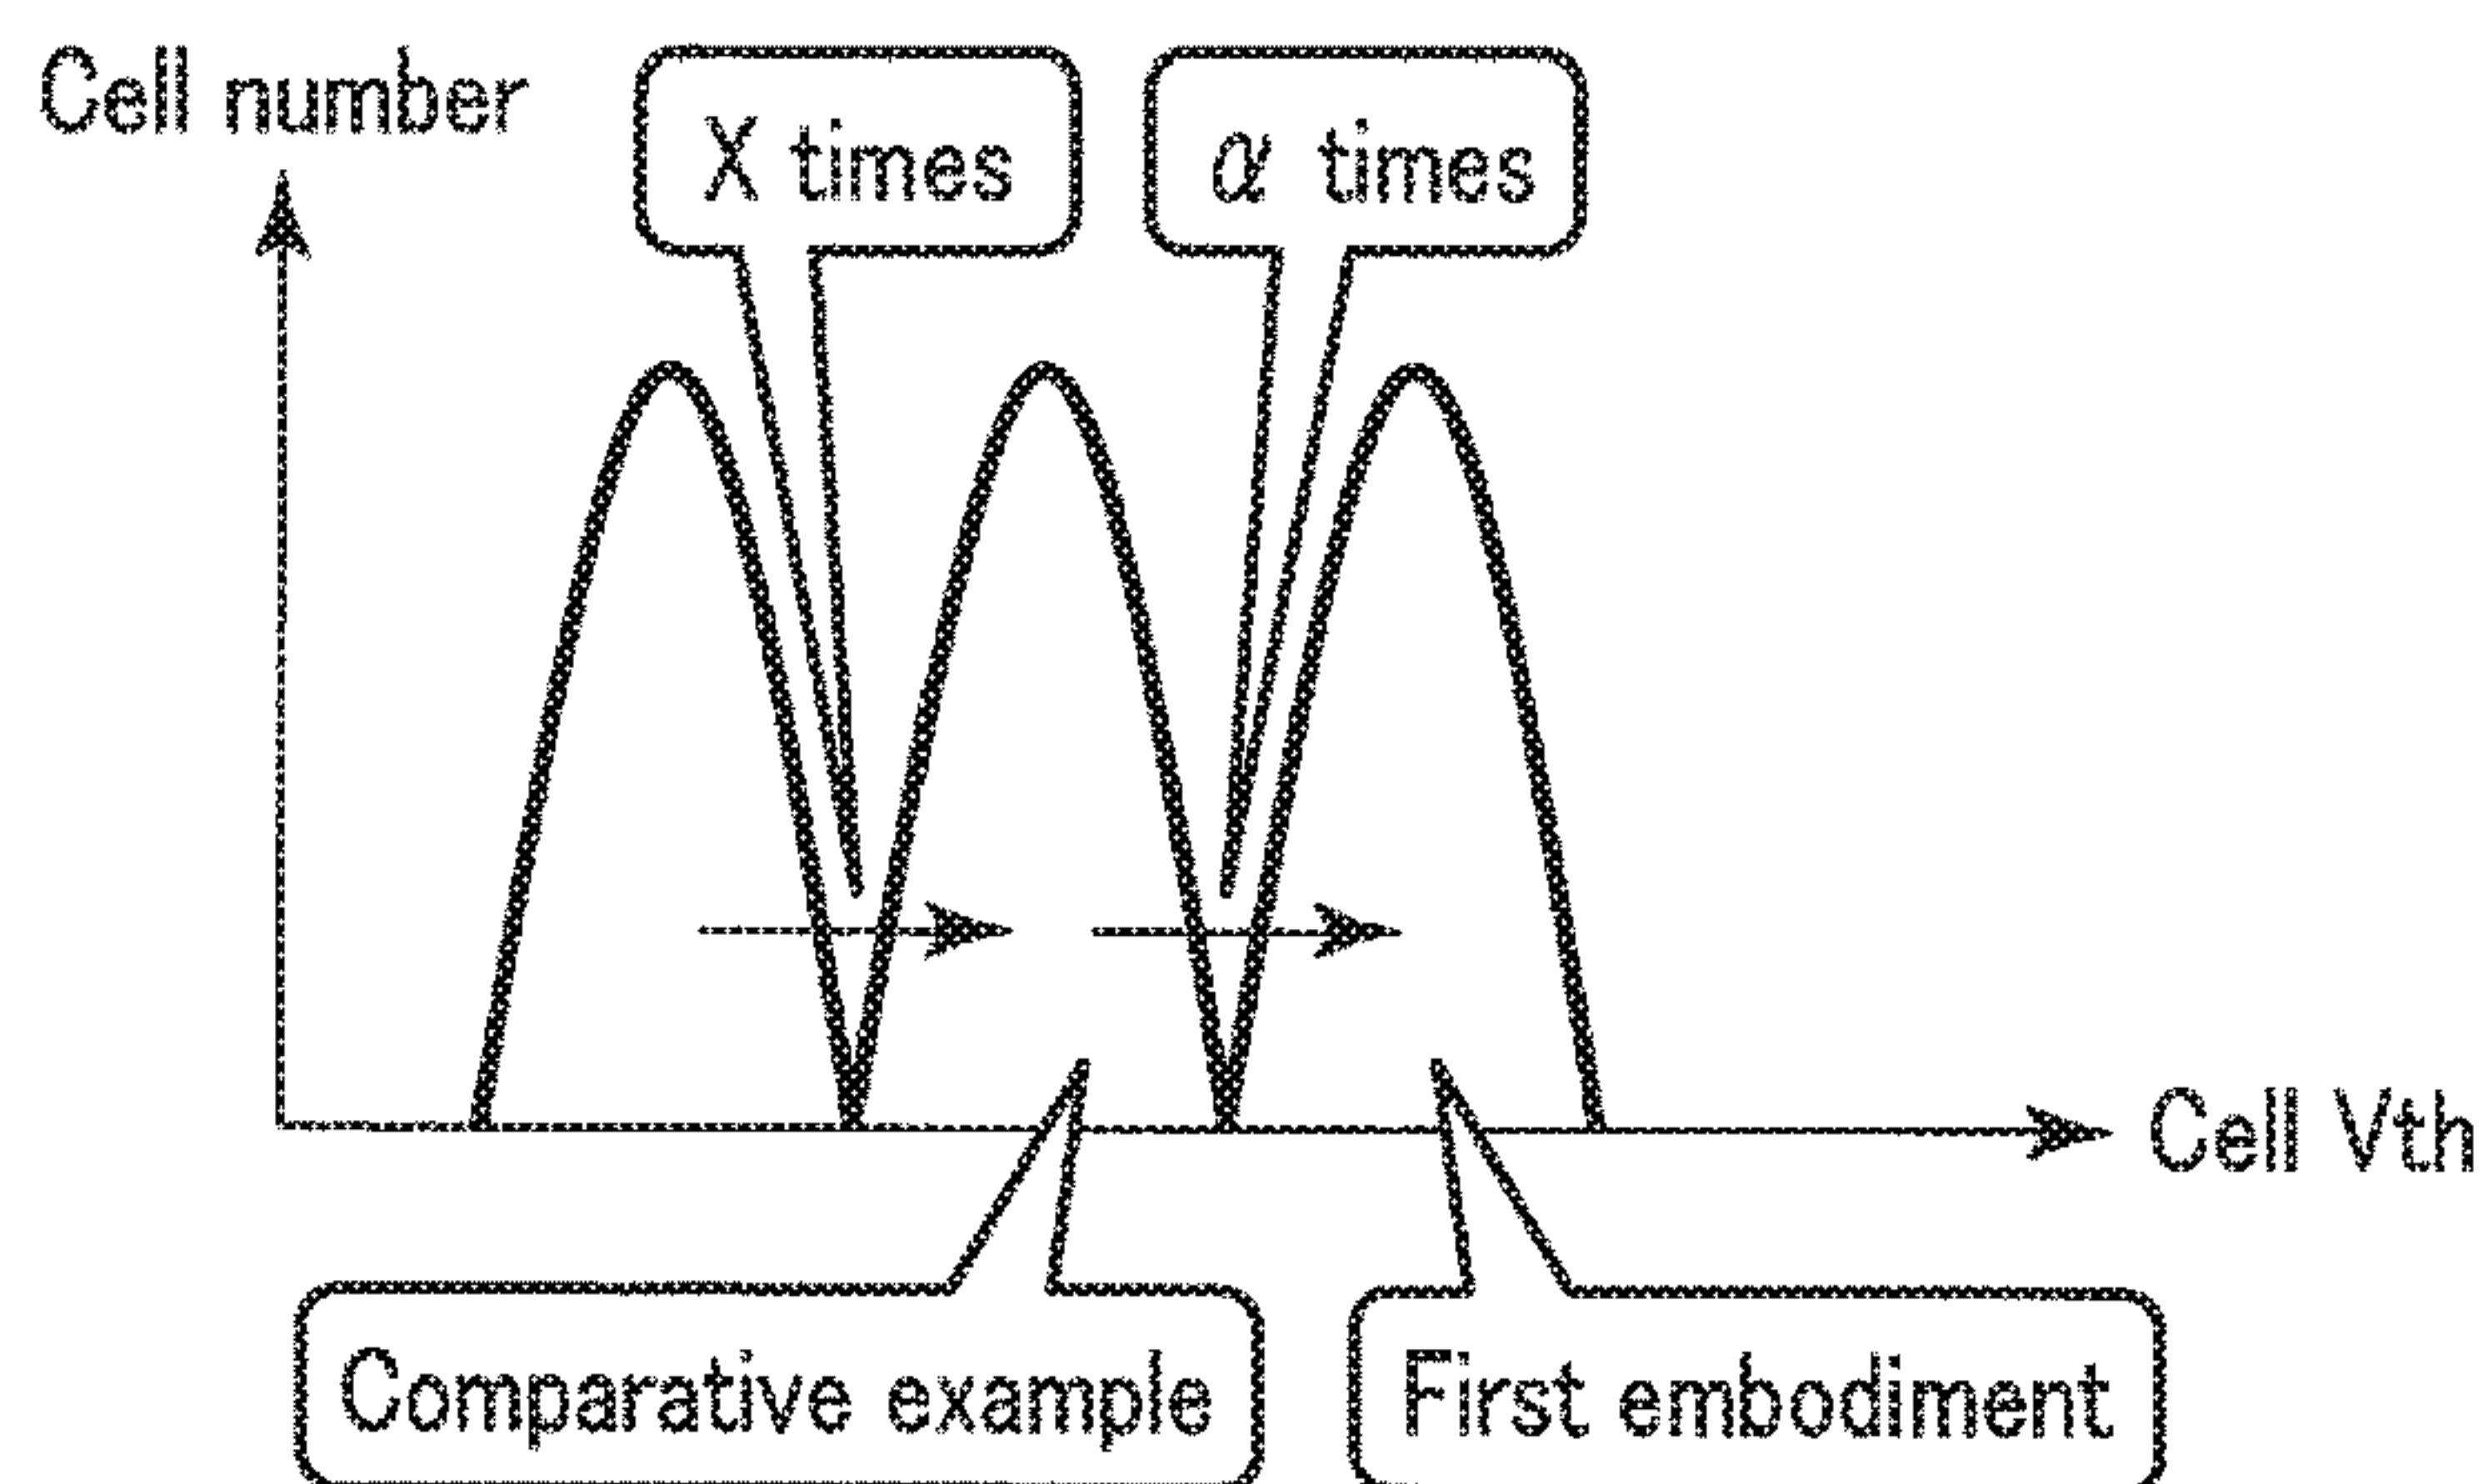 Cell number
X times
α times
Cell Vth
Comparative example
First embodiment